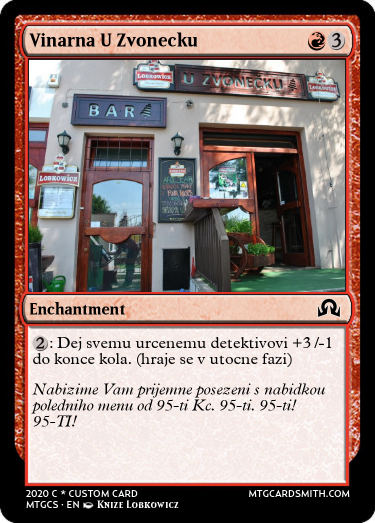 Vinarna U Zvonecku 3
LOBKOWICZ
U ZVONECKU
BAR
LOBKOWICZ
Enchantment
2: Dej svemu urcenemu detektivovi +3/-1
do konce kola. (hraje se v utocne fazi)
Nabizime Vam prijemne posezeni s nabidkou
poledniho menu od 95-ti Kc. 95-ti. 95-ti!
95-TI!
2020 C * CUSTOM CARD
MTGCARDSMITH.COM
MTGCS • EN Knize Lobkowicz